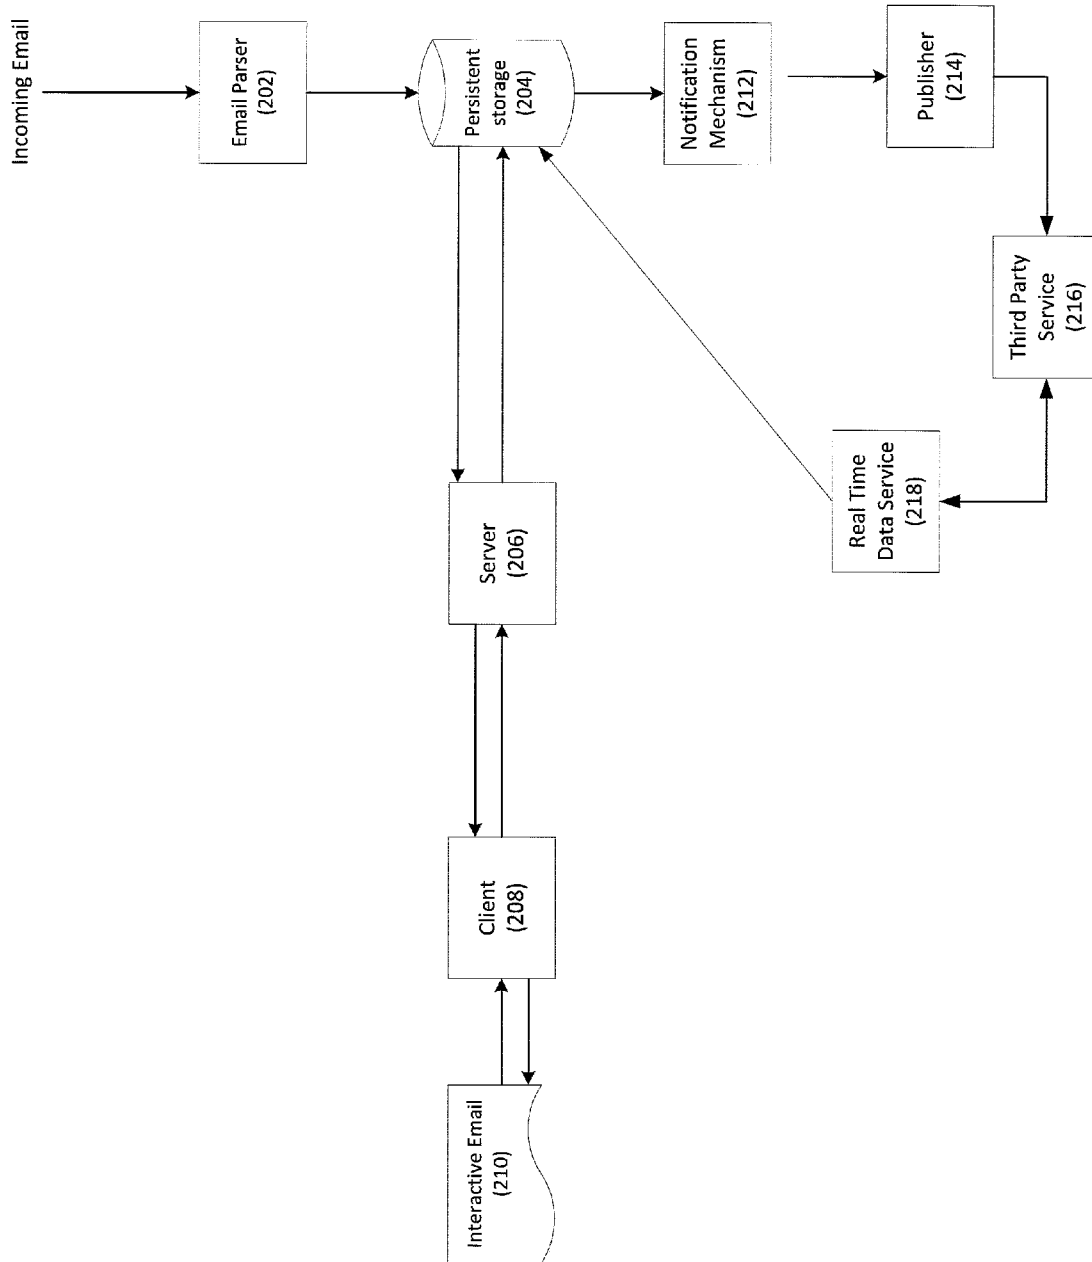 Incoming Email
Email Parser
(202)
Persistent
storage
(204)
Notification
Mechanism
(212)
Publisher
(214)
Third Party
Service
(216)
Real Time
Data Service
(218)
Server
(206)
Client
(208)
Interactive Email
(210)